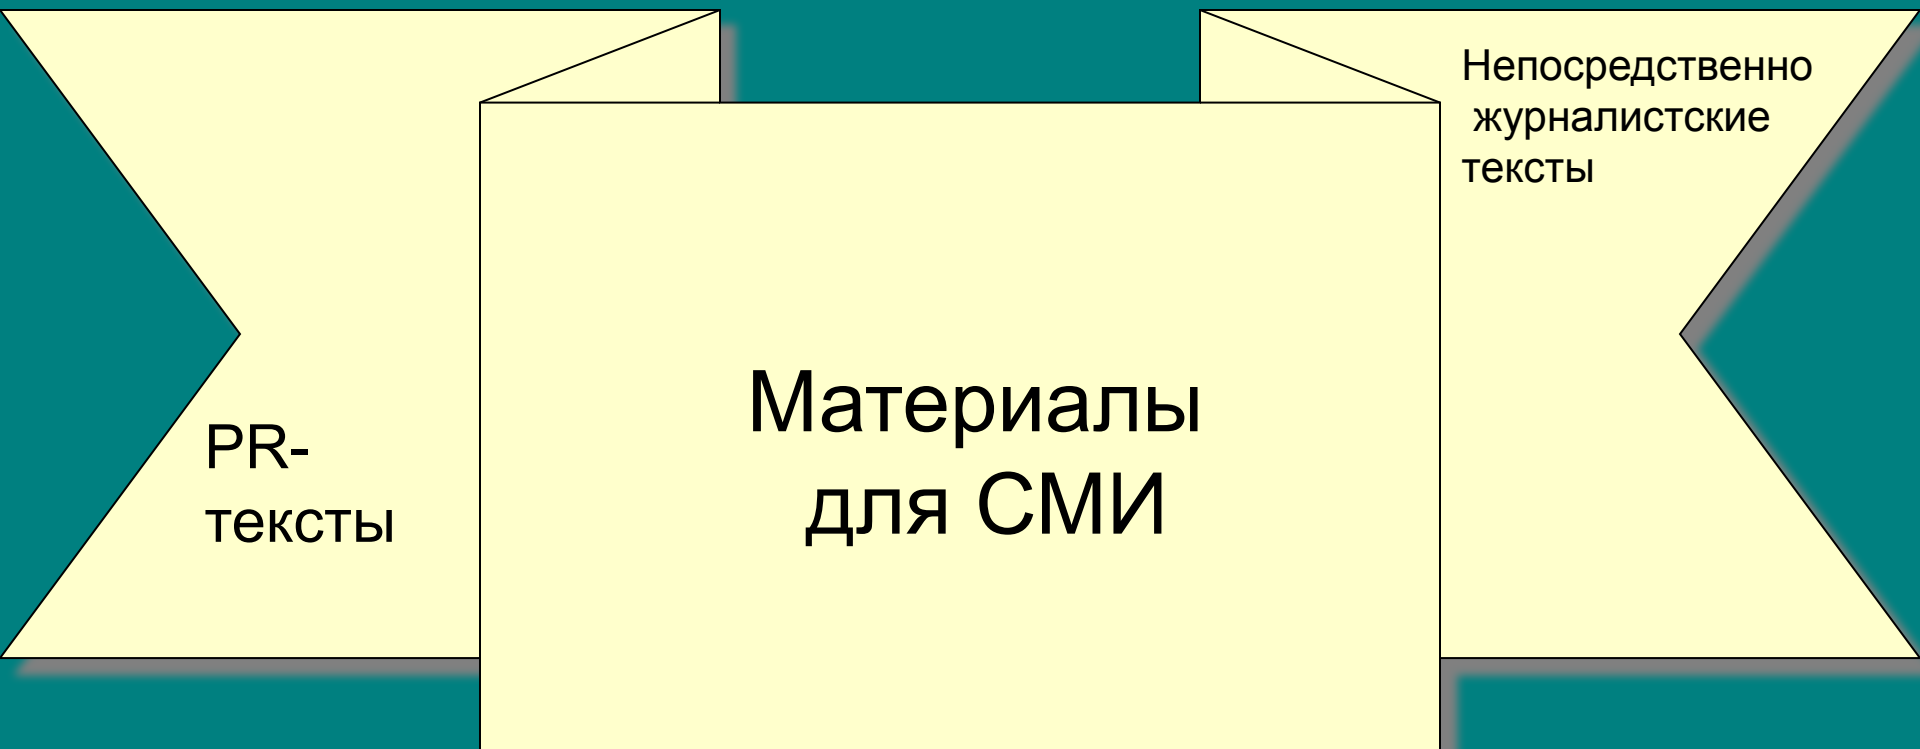 PR-
тексты
Материалы
для СМИ
Непосредственно
журналистские
тексты